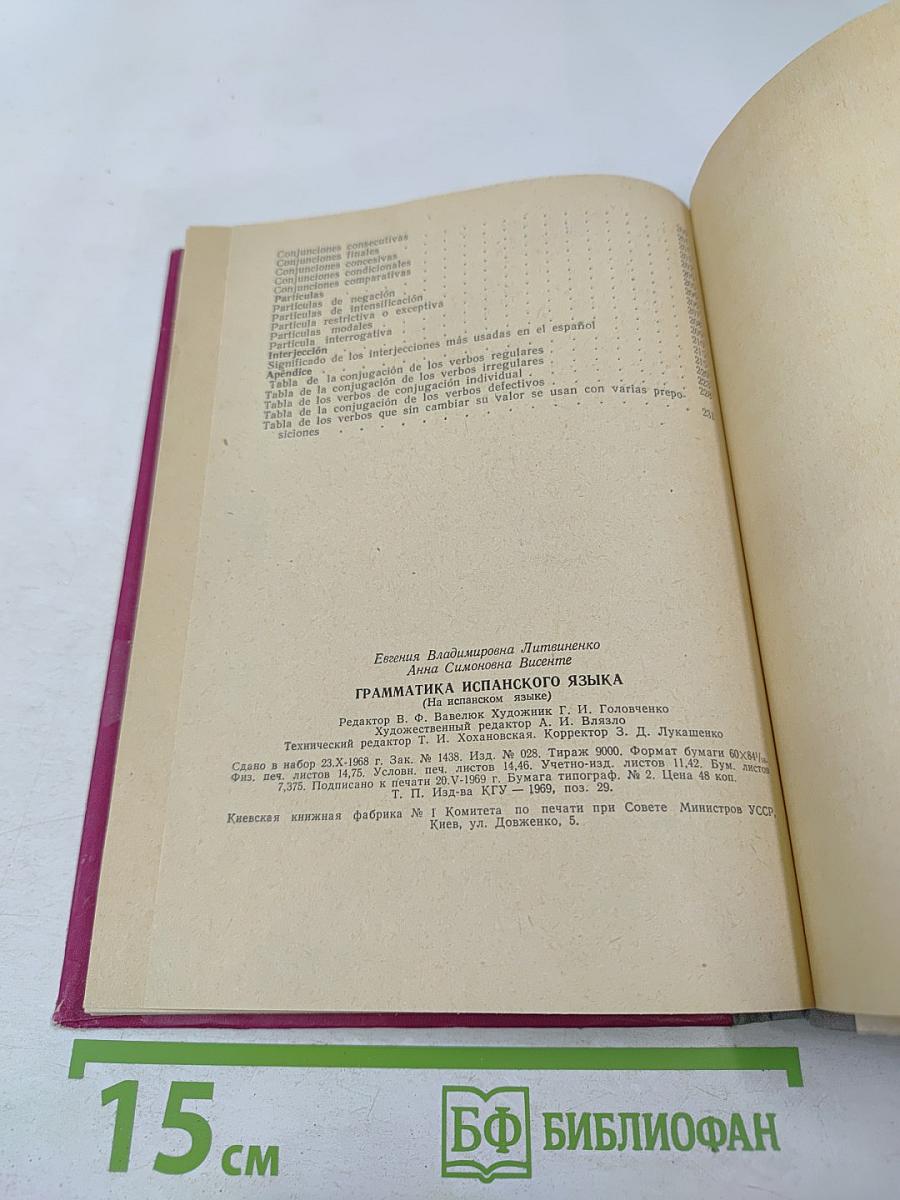 Conjunciones consecutivas
Conjunciones finales
Conjunciones concesivas
Conjunciones condicionales
Conjunciones comparativas
Partículas
Partículas de negación
Partículas de intensificación
Partícula restrictiva o exceptiva
Partículas modales
Partícula interrogativa
Interjección
Significado de los interjecciones más usadas en el español
Apéndice
Tabla de la conjugación de los verbos regulares
Tabla de la conjugación de los verbos irregulares
Tabla de los verbos de conjugación individual
Tabla de la conjugación de los verbos defectivos
Tabla de los verbos que sin cambiar su valor se usan con varias prepo-
siciones
Евгения Владимировна Литвиненко
Анна Симоновна Висенте
ГРАММАТИКА ИСПАНСКОГО ЯЗЫКА
(На испанском языке)
Редактор В. Ф. Вавелюк Художник Г. И. Головченко
Художественный редактор А. И. Влязло
Технический редактор Т. И. Хохановская. Корректор З. Д. Лукашенко
Сдано в набор 23.X-1968 г. Зак. № 1438. Изд. № 028. Тираж 9000. Формат бумаги 60×84¹/₁₆.
Физ. печ. листов 14,75. Условн. печ. листов 14,46. Учетно-изд. листов 11,42. Бум. листов
7,375. Подписано к печати 20.V-1969 г. Бумага типограф. № 2. Цена 48 коп.
Т. П. Изд-ва КГУ — 1969, поз. 29.
Киевская книжная фабрика № 1 Комитета по печати при Совете Министров УССР,
Киев, ул. Довженко, 5.
15 см
БФ БИБЛИОФАН